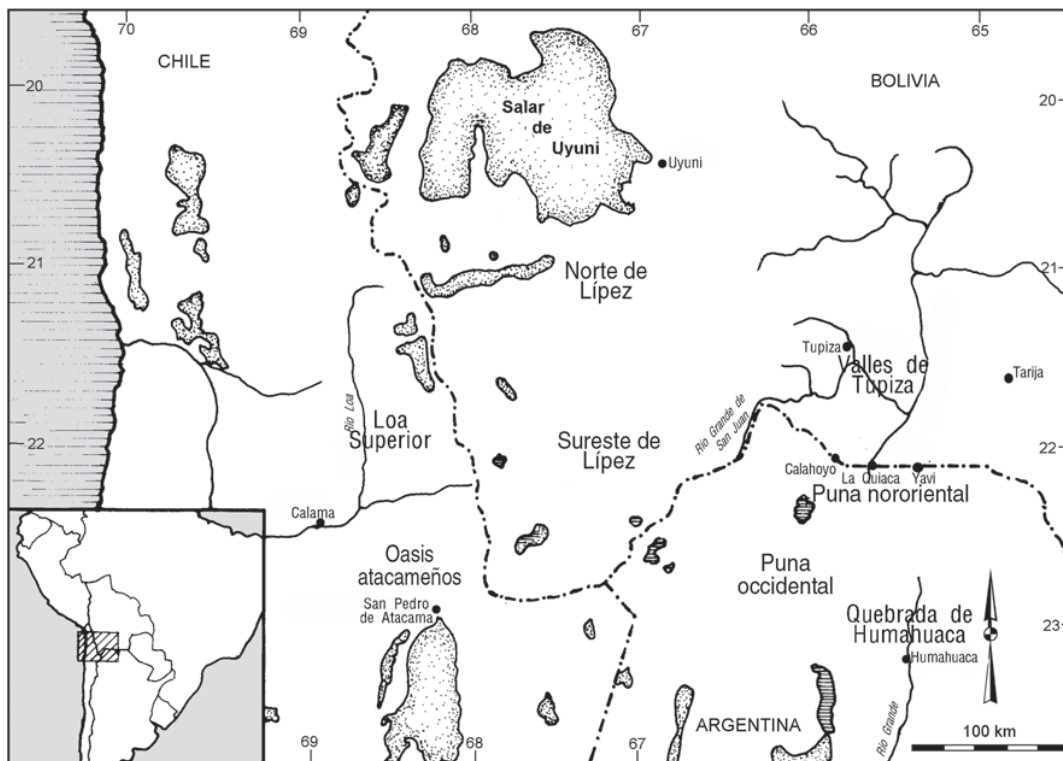 70
69
68
67
66
65
CHILE
BOLIVIA
20
20
Salar
de
Uyuni
Uyuni
21
21
Norte de
Lípez
Tupiza
Valles de
Tupiza
Tarija
Río Loa
Loa
Superior
Río Grande de
San Juan
22
22
Sureste de
Lípez
Calahoyo
La Quiaca
Yavi
Puna nororiental
Calama
Oasis
atacameños
Puna
occidental
San Pedro
de Atacama
Quebrada de
Humahuaca
23
Humahuaca
Río Grande
ARGENTINA
100 km
69
68
67